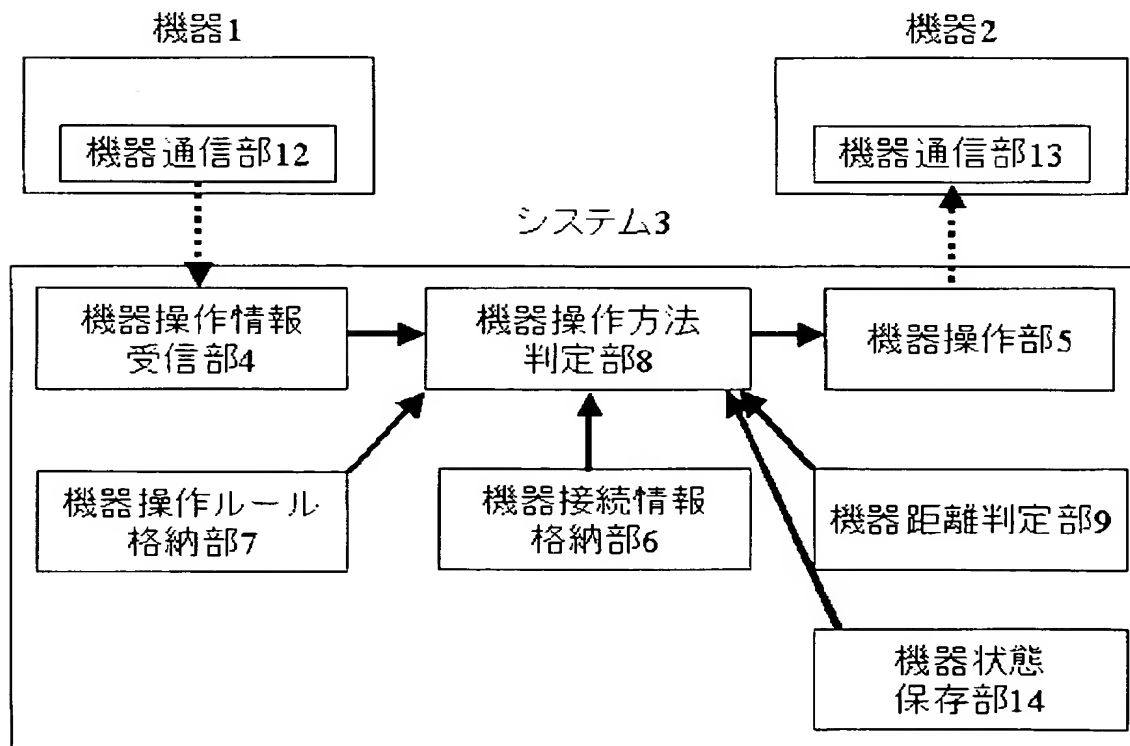 機器1
機器2
機器通信部12
機器通信部13
システム3
機器操作情報
受信部4
機器操作方法
判定部8
機器操作部5
機器操作ルール
格納部7
機器接続情報
格納部6
機器距離判定部9
機器状態
保存部14